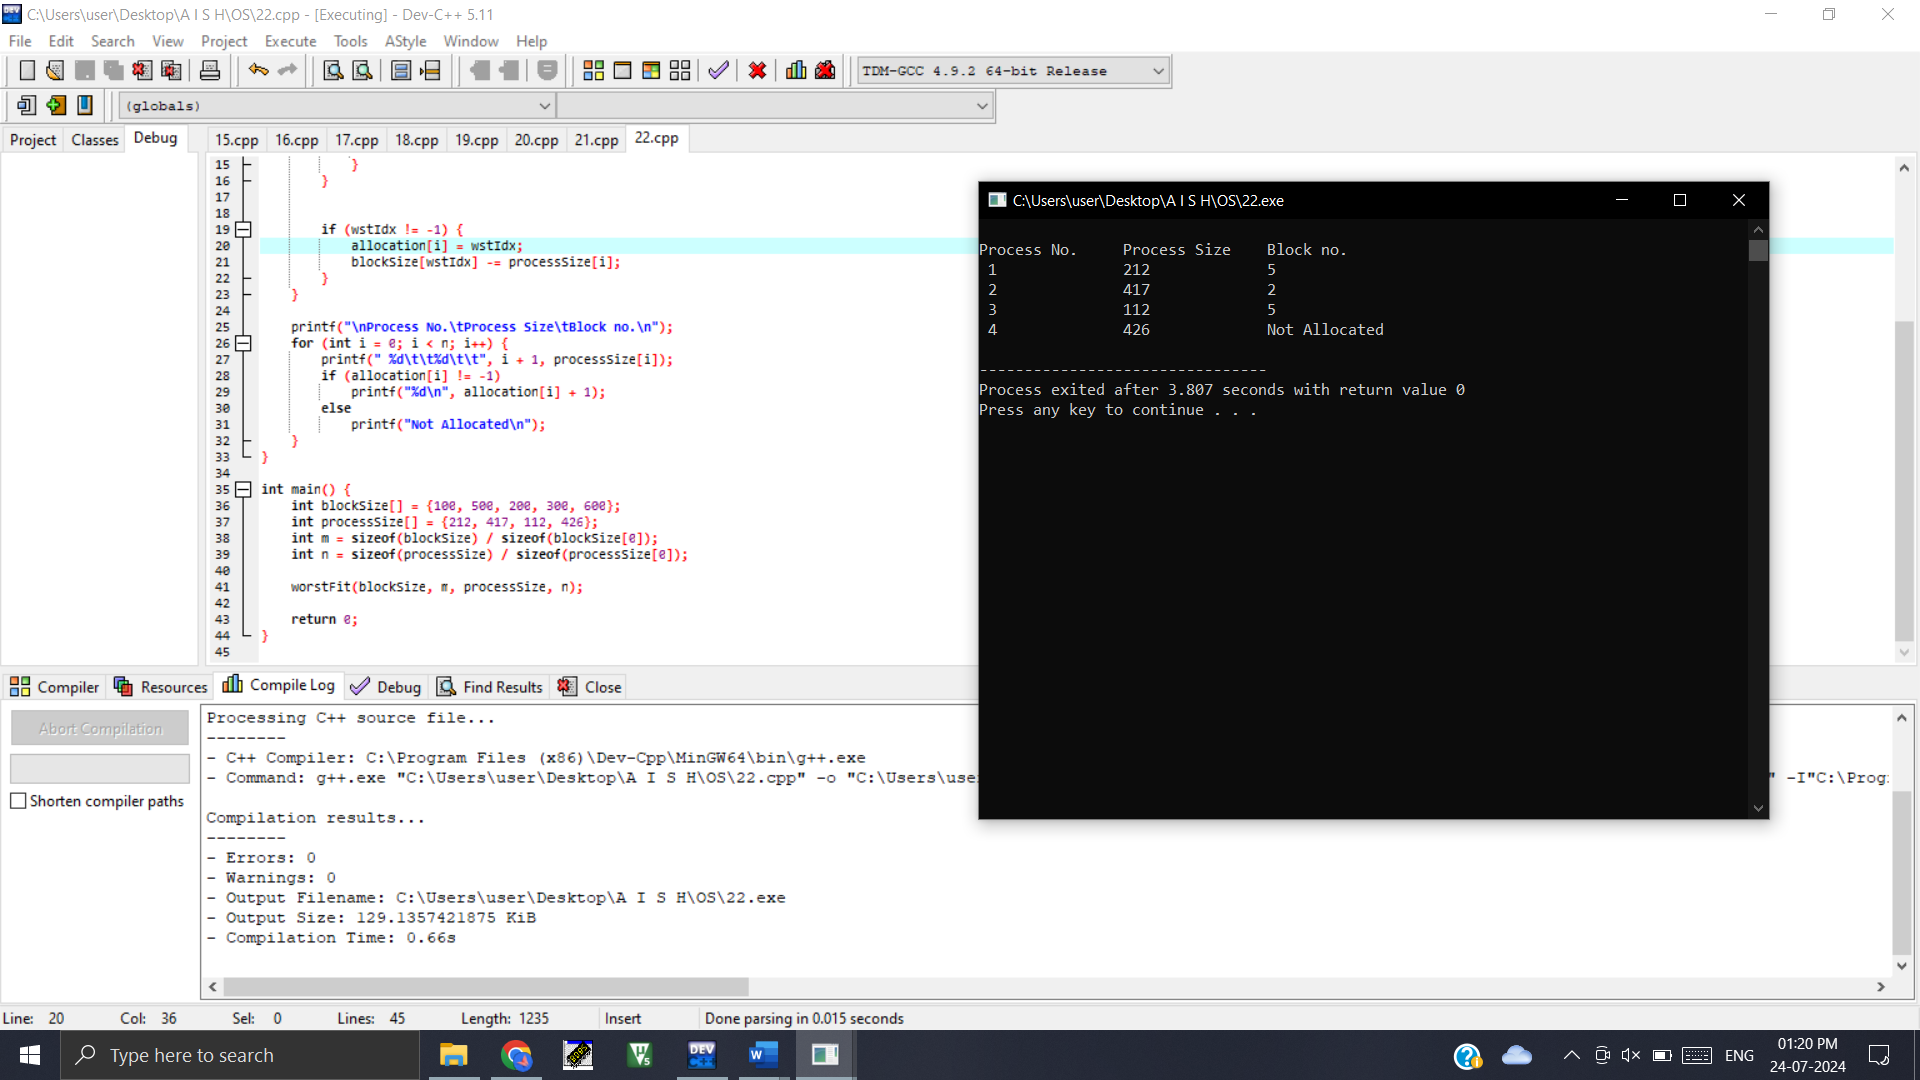 C:\Users\user\Desktop\A I S H\OS\22.cpp - [Executing] - Dev-C++ 5.11
File Edit Search View Project Execute Tools AStyle Window Help
TDM-GCC 4.9.2 64-bit Release
(globals)
Project Classes Debug
15.cpp 16.cpp 17.cpp 18.cpp 19.cpp 20.cpp 21.cpp 22.cpp
15 }
16 }
17
18
19 if (wstIdx != -1) {
20 allocation[i] = wstIdx;
21 blockSize[wstIdx] -= processSize[i];
22 }
23 }
24
25 printf("\nProcess No.\tProcess Size\tBlock no.\n");
26 for (int i = 0; i < n; i++) {
27 printf(" %d\t\t%d\t\t", i + 1, processSize[i]);
28 if (allocation[i] != -1)
29 printf("%d\n", allocation[i] + 1);
30 else
31 printf("Not Allocated\n");
32 }
33 }
34
35 int main() {
36 int blockSize[] = {100, 500, 200, 300, 600};
37 int processSize[] = {212, 417, 112, 426};
38 int m = sizeof(blockSize) / sizeof(blockSize[0]);
39 int n = sizeof(processSize) / sizeof(processSize[0]);
40
41 worstFit(blockSize, m, processSize, n);
42
43 return 0;
44 }
45
C:\Users\user\Desktop\A I S H\OS\22.exe
Process No. Process Size Block no.
1 212 5
2 417 2
3 112 5
4 426 Not Allocated
--------------------------------
Process exited after 3.807 seconds with return value 0
Press any key to continue . . .
Compiler Resources Compile Log Debug Find Results Close
Abort Compilation
Shorten compiler paths
Processing C++ source file...
--------
- C++ Compiler: C:\Program Files (x86)\Dev-Cpp\MinGW64\bin\g++.exe
- Command: g++.exe "C:\Users\user\Desktop\A I S H\OS\22.cpp" -o "C:\Users\use " -I"C:\Prog
Compilation results...
--------
- Errors: 0
- Warnings: 0
- Output Filename: C:\Users\user\Desktop\A I S H\OS\22.exe
- Output Size: 129.1357421875 KiB
- Compilation Time: 0.66s
Line: 20 Col: 36 Sel: 0 Lines: 45 Length: 1235 Insert Done parsing in 0.015 seconds
Type here to search
ENG
01:20 PM
24-07-2024